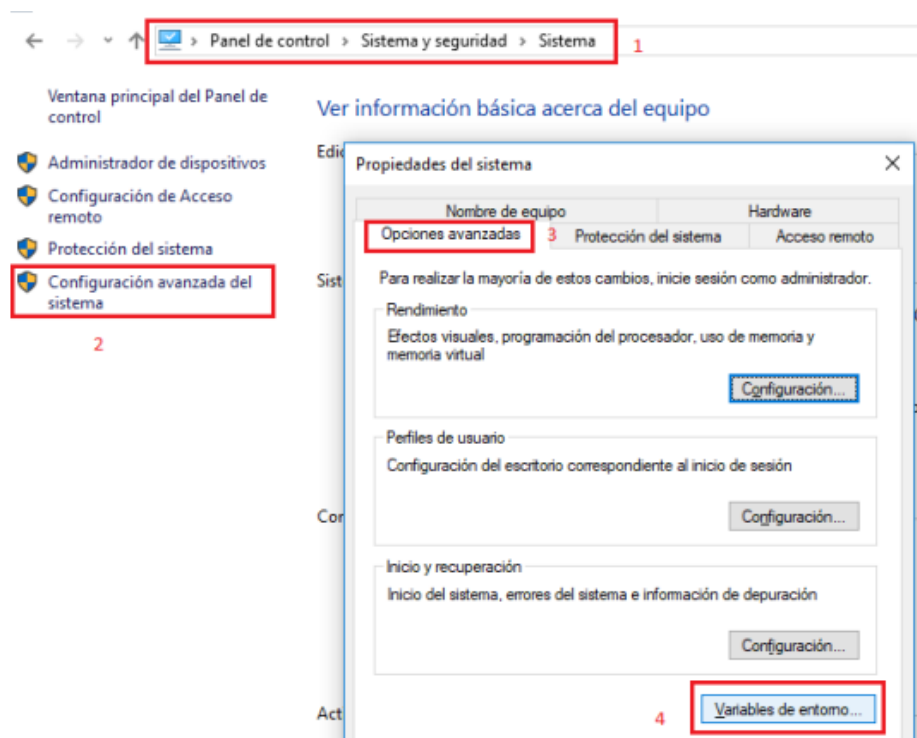 Panel de control > Sistema y seguridad > Sistema
1
Ventana principal del Panel de
control
Ver información básica acerca del equipo
Administrador de dispositivos
Configuración de Acceso
remoto
Protección del sistema
Configuración avanzada del
sistema
2
Edic
Sist
Cor
Act
Propiedades del sistema
Nombre de equipo
Hardware
Opciones avanzadas
3
Protección del sistema
Acceso remoto
Para realizar la mayoría de estos cambios, inicie sesión como administrador.
Rendimiento
Efectos visuales, programación del procesador, uso de memoria y
memoria virtual
Configuración...
Perfiles de usuario
Configuración del escritorio correspondiente al inicio de sesión
Configuración...
Inicio y recuperación
Inicio del sistema, errores del sistema e información de depuración
Configuración...
4
Variables de entorno...